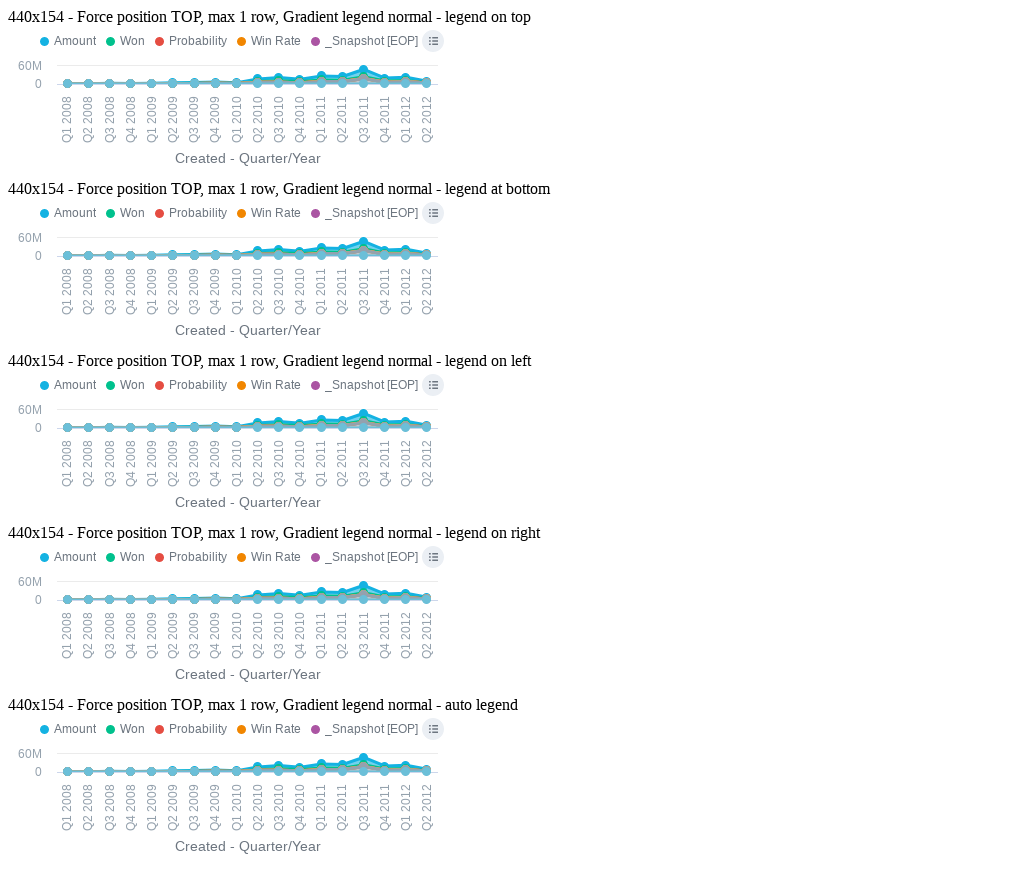 440x154 - Force position TOP, max 1 row, Gradient legend normal - legend on top
Amount Won Probability Win Rate _Snapshot [EOP]
60M
0
Q1 2008 Q2 2008 Q3 2008 Q4 2008 Q1 2009 Q2 2009 Q3 2009 Q4 2009 Q1 2010 Q2 2010 Q3 2010 Q4 2010 Q1 2011 Q2 2011 Q3 2011 Q4 2011 Q1 2012 Q2 2012
Created - Quarter/Year
440x154 - Force position TOP, max 1 row, Gradient legend normal - legend at bottom
Amount Won Probability Win Rate _Snapshot [EOP]
60M
0
Q1 2008 Q2 2008 Q3 2008 Q4 2008 Q1 2009 Q2 2009 Q3 2009 Q4 2009 Q1 2010 Q2 2010 Q3 2010 Q4 2010 Q1 2011 Q2 2011 Q3 2011 Q4 2011 Q1 2012 Q2 2012
Created - Quarter/Year
440x154 - Force position TOP, max 1 row, Gradient legend normal - legend on left
Amount Won Probability Win Rate _Snapshot [EOP]
60M
0
Q1 2008 Q2 2008 Q3 2008 Q4 2008 Q1 2009 Q2 2009 Q3 2009 Q4 2009 Q1 2010 Q2 2010 Q3 2010 Q4 2010 Q1 2011 Q2 2011 Q3 2011 Q4 2011 Q1 2012 Q2 2012
Created - Quarter/Year
440x154 - Force position TOP, max 1 row, Gradient legend normal - legend on right
Amount Won Probability Win Rate _Snapshot [EOP]
60M
0
Q1 2008 Q2 2008 Q3 2008 Q4 2008 Q1 2009 Q2 2009 Q3 2009 Q4 2009 Q1 2010 Q2 2010 Q3 2010 Q4 2010 Q1 2011 Q2 2011 Q3 2011 Q4 2011 Q1 2012 Q2 2012
Created - Quarter/Year
440x154 - Force position TOP, max 1 row, Gradient legend normal - auto legend
Amount Won Probability Win Rate _Snapshot [EOP]
60M
0
Q1 2008 Q2 2008 Q3 2008 Q4 2008 Q1 2009 Q2 2009 Q3 2009 Q4 2009 Q1 2010 Q2 2010 Q3 2010 Q4 2010 Q1 2011 Q2 2011 Q3 2011 Q4 2011 Q1 2012 Q2 2012
Created - Quarter/Year